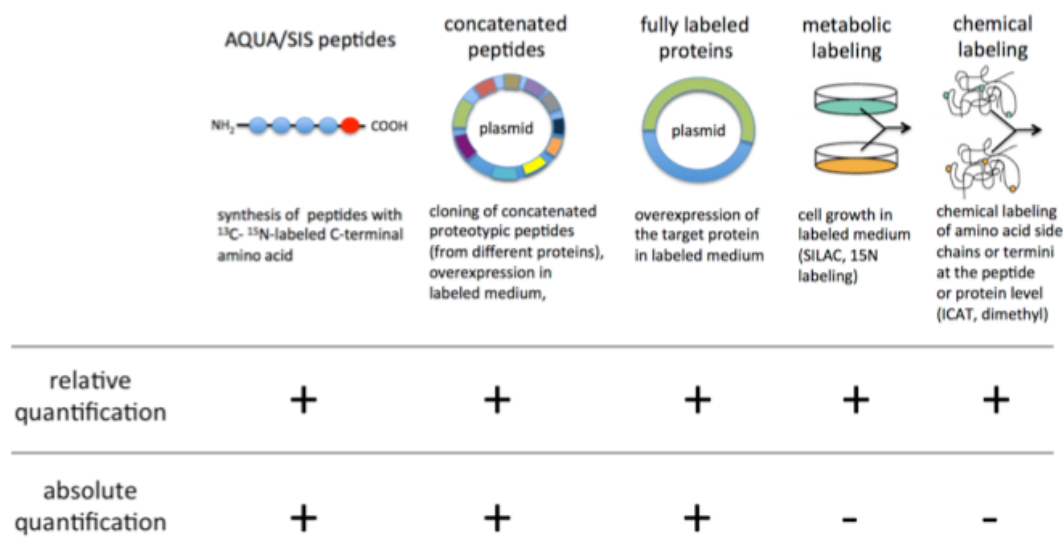 AQUA/SIS peptides
concatenated
peptides
fully labeled
proteins
metabolic
labeling
chemical
labeling
NH2
COOH
plasmid
plasmid
synthesis of peptides with
13C- 15N-labeled C-terminal
amino acid
cloning of concatenated
proteotypic peptides
(from different proteins),
overexpression in
labeled medium,
overexpression of
the target protein
in labeled medium
cell growth in
labeled medium
(SILAC, 15N
labeling)
chemical labeling
of amino acid side
chains or termini
at the peptide
or protein level
(ICAT, dimethyl)
relative
quantification
+ + + + +
absolute
quantification
+ + + - -